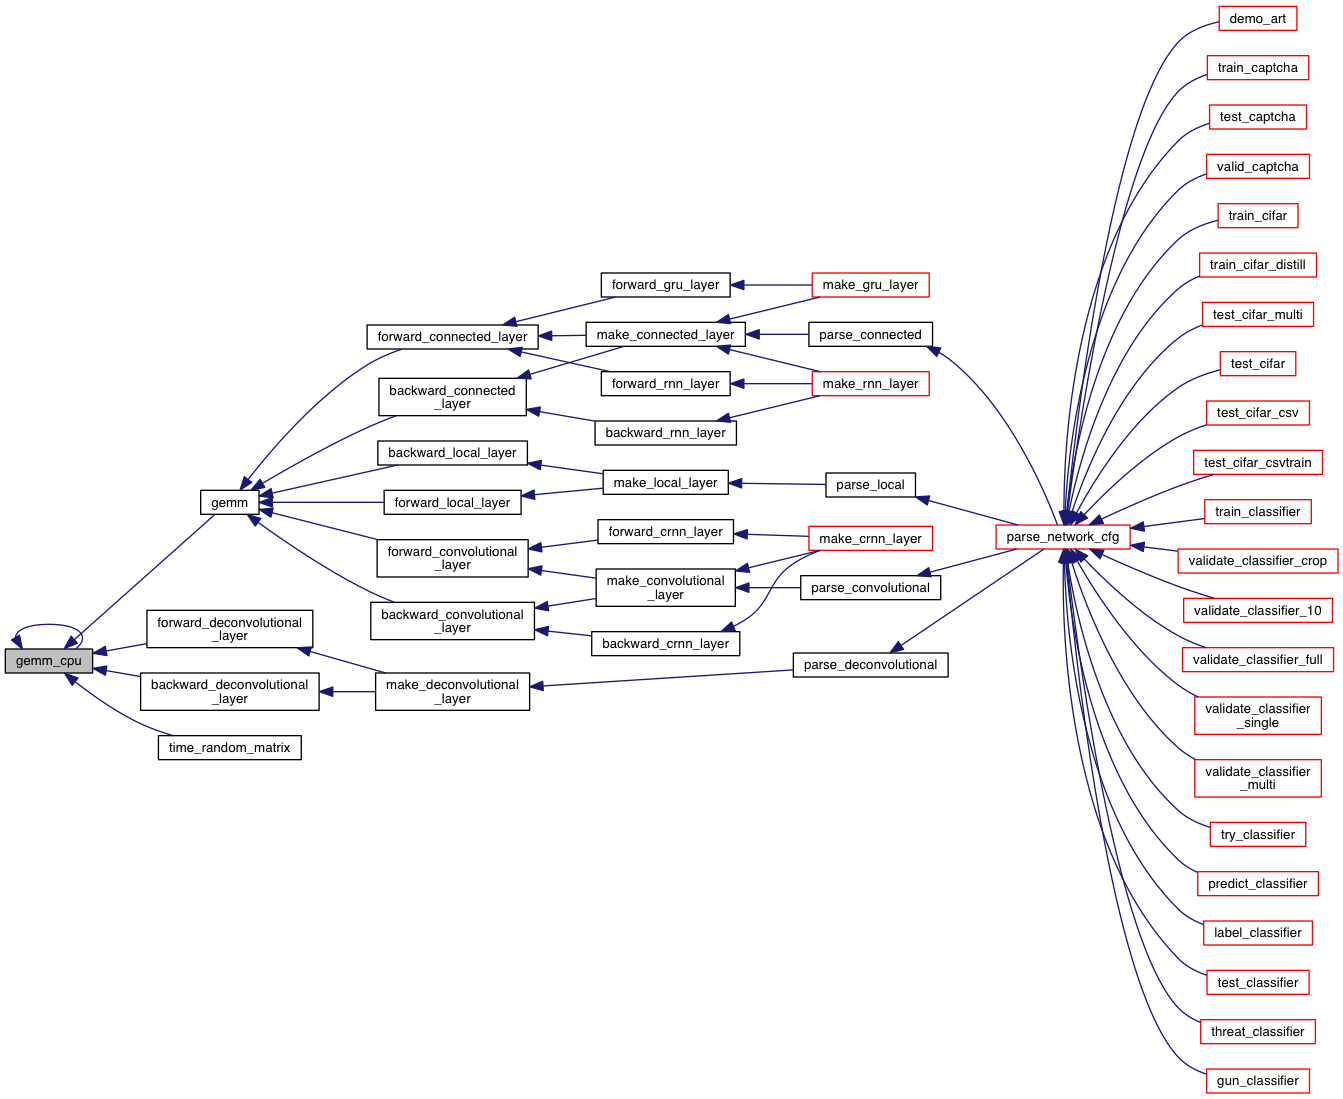 demo_art
train_captcha
test_captcha
valid_captcha
train_cifar
train_cifar_distill
test_cifar_multi
test_cifar
test_cifar_csv
test_cifar_csvtrain
train_classifier
validate_classifier_crop
validate_classifier_10
validate_classifier_full
validate_classifier
_single
validate_classifier
_multi
try_classifier
predict_classifier
label_classifier
test_classifier
threat_classifier
gun_classifier
parse_network_cfg
forward_gru_layer
make_gru_layer
forward_connected_layer
make_connected_layer
parse_connected
backward_connected
_layer
forward_rnn_layer
make_rnn_layer
backward_rnn_layer
backward_local_layer
make_local_layer
parse_local
gemm
forward_local_layer
forward_crnn_layer
make_crnn_layer
forward_convolutional
_layer
make_convolutional
_layer
parse_convolutional
backward_convolutional
_layer
backward_crnn_layer
forward_deconvolutional
_layer
parse_deconvolutional
gemm_cpu
backward_deconvolutional
_layer
make_deconvolutional
_layer
time_random_matrix